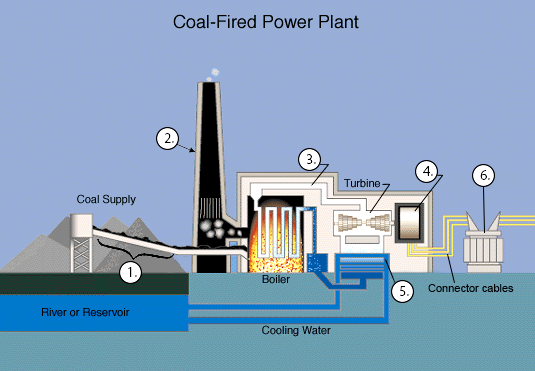 Coal-Fired Power Plant
2.
3.
4.
6.
Turbine
Coal Supply
1.
Boiler
5.
Connector cables
River or Reservoir
Cooling Water